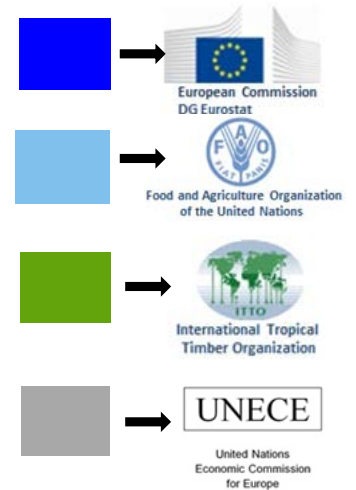 European Commission
DG Eurostat
F A O
FIAT PANIS
Food and Agriculture Organization
of the United Nations
ITTO
International Tropical
Timber Organization
UNECE
United Nations
Economic Commission
for Europe